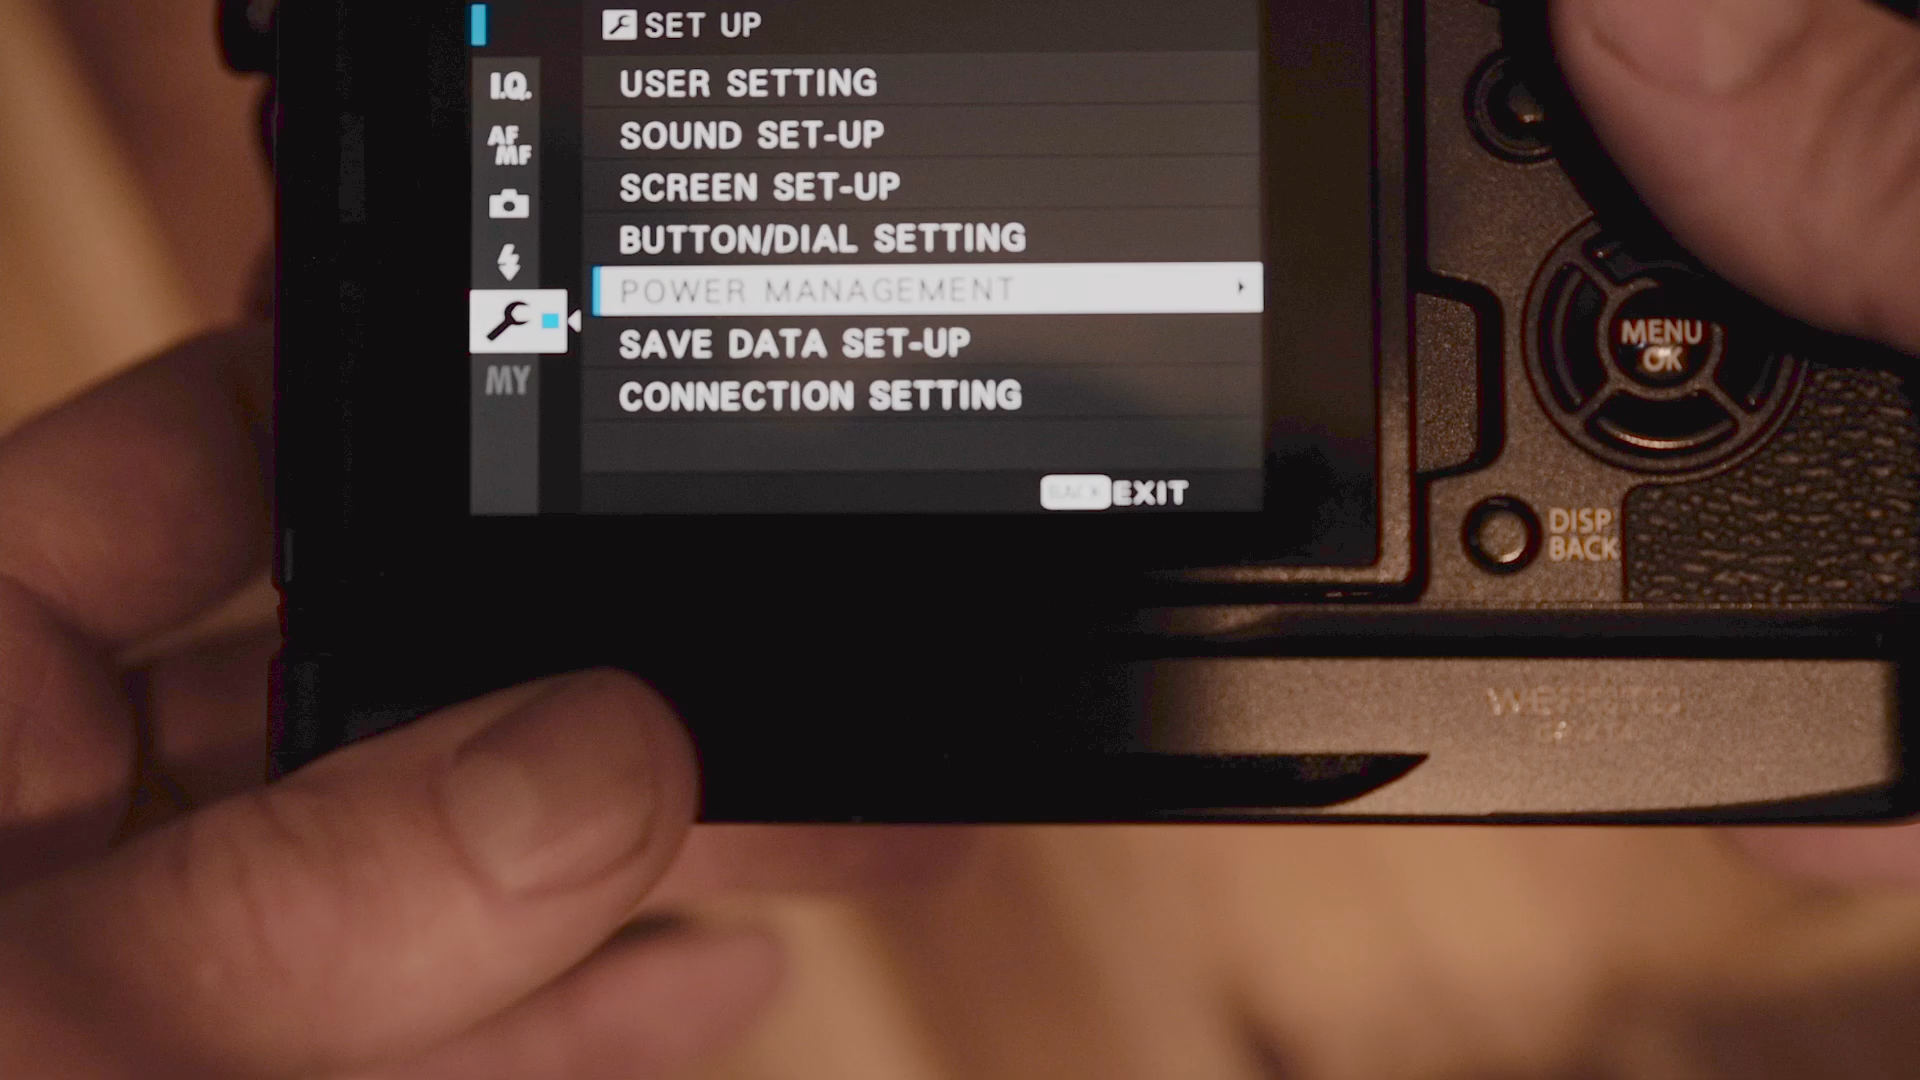 SET UP
I.Q.
USER SETTING
AF
MF
SOUND SET-UP
SCREEN SET-UP
BUTTON/DIAL SETTING
POWER MANAGEMENT
SAVE DATA SET-UP
MY
CONNECTION SETTING
BACK EXIT
MENU
OK
DISP
BACK